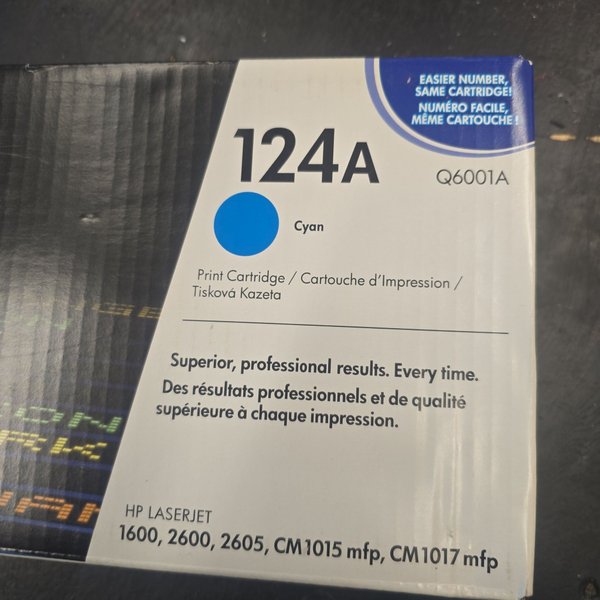 EASIER NUMBER,
SAME CARTRIDGE!
NUMÉRO FACILE,
MÊME CARTOUCHE !
124A
Q6001A
Cyan
Print Cartridge / Cartouche d'Impression /
Tisková Kazeta
Superior, professional results. Every time.
Des résultats professionnels et de qualité
supérieure à chaque impression.
HP LASERJET
1600, 2600, 2605, CM1015 mfp, CM1017 mfp